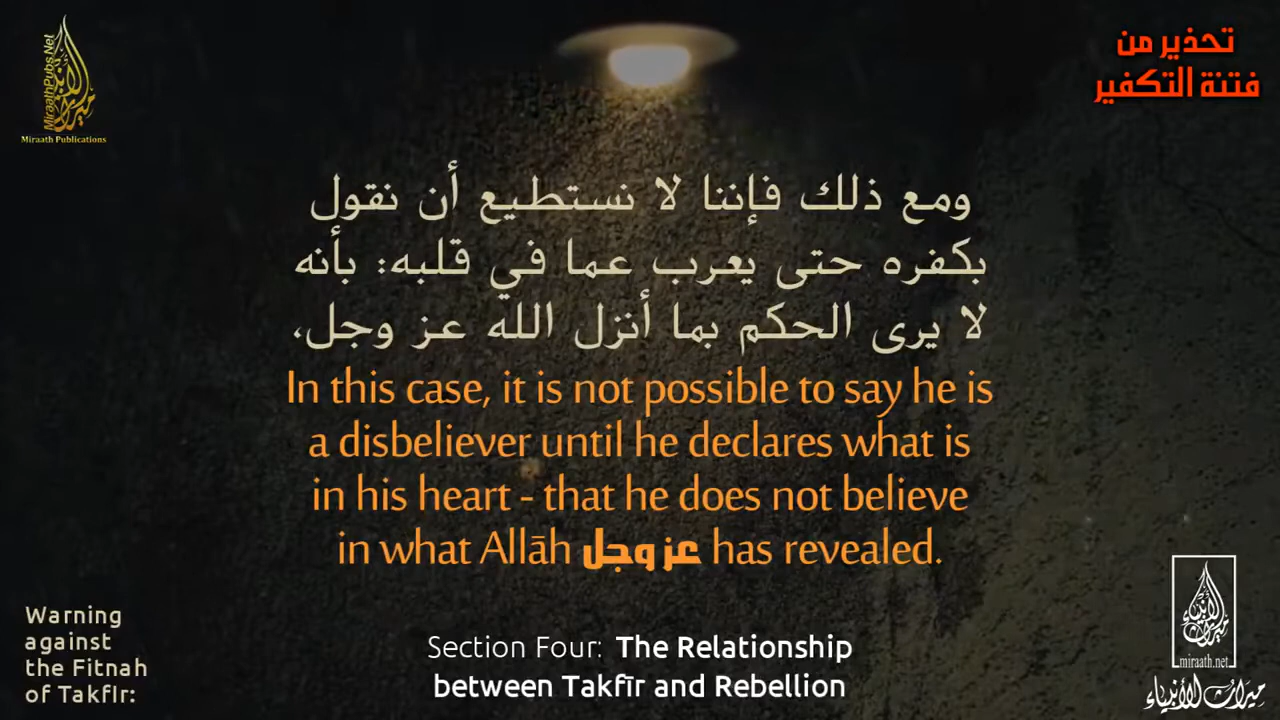 MiraathPubs.Net
ميراث الأنبياء
Miraath Publications
تحذير من
فتنة التكفير
ومع ذلك فإننا لا نستطيع أن نقول
بكفره حتى يعرب عما في قلبه: بأنه
لا يرى الحكم بما أنزل الله عز وجل،
In this case, it is not possible to say he is
a disbeliever until he declares what is
in his heart - that he does not believe
in what Allāh عز وجل has revealed.
Warning
against
the Fitnah
of Takfīr:
Section Four: The Relationship
between Takfīr and Rebellion
ميراث الأنبياء
miraath.net
ميراث الأنبياء